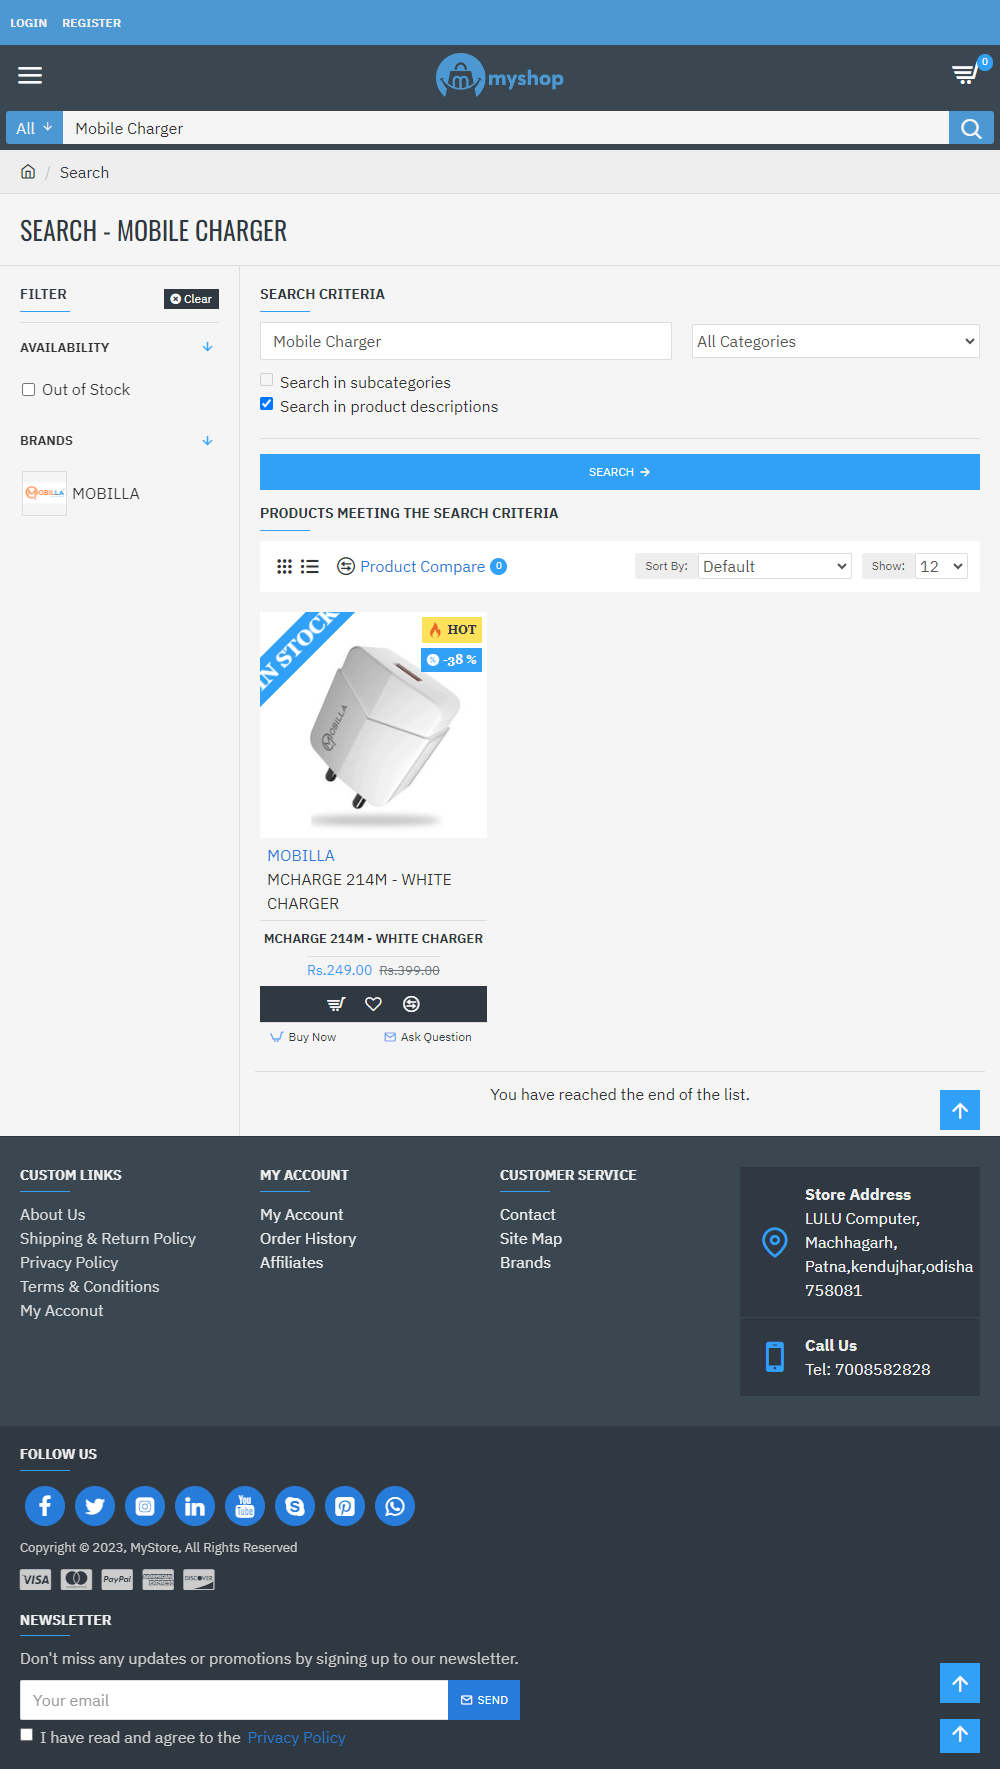 LOGIN REGISTER
myshop
0
All Mobile Charger
/ Search
SEARCH - MOBILE CHARGER
FILTER
Clear
AVAILABILITY
Out of Stock
BRANDS
MOBILLA
MOBILLA
SEARCH CRITERIA
Mobile Charger
All Categories
Search in subcategories
Search in product descriptions
SEARCH
PRODUCTS MEETING THE SEARCH CRITERIA
Product Compare 0
Sort By: Default
Show: 12
IN STOCK
HOT
-38 %
MOBILLA
MOBILLA
MCHARGE 214M - WHITE
CHARGER
MCHARGE 214M - WHITE CHARGER
Rs.249.00 Rs.399.00
Buy Now
Ask Question
You have reached the end of the list.
CUSTOM LINKS
About Us
Shipping & Return Policy
Privacy Policy
Terms & Conditions
My Acconut
MY ACCOUNT
My Account
Order History
Affiliates
CUSTOMER SERVICE
Contact
Site Map
Brands
Store Address
LULU Computer,
Machhagarh,
Patna,kendujhar,odisha
758081
Call Us
Tel: 7008582828
FOLLOW US
You
Tube
Copyright © 2023, MyStore, All Rights Reserved
VISA
PayPal
AMERICAN EXPRESS
DISCOVER
NEWSLETTER
Don't miss any updates or promotions by signing up to our newsletter.
Your email
SEND
I have read and agree to the Privacy Policy